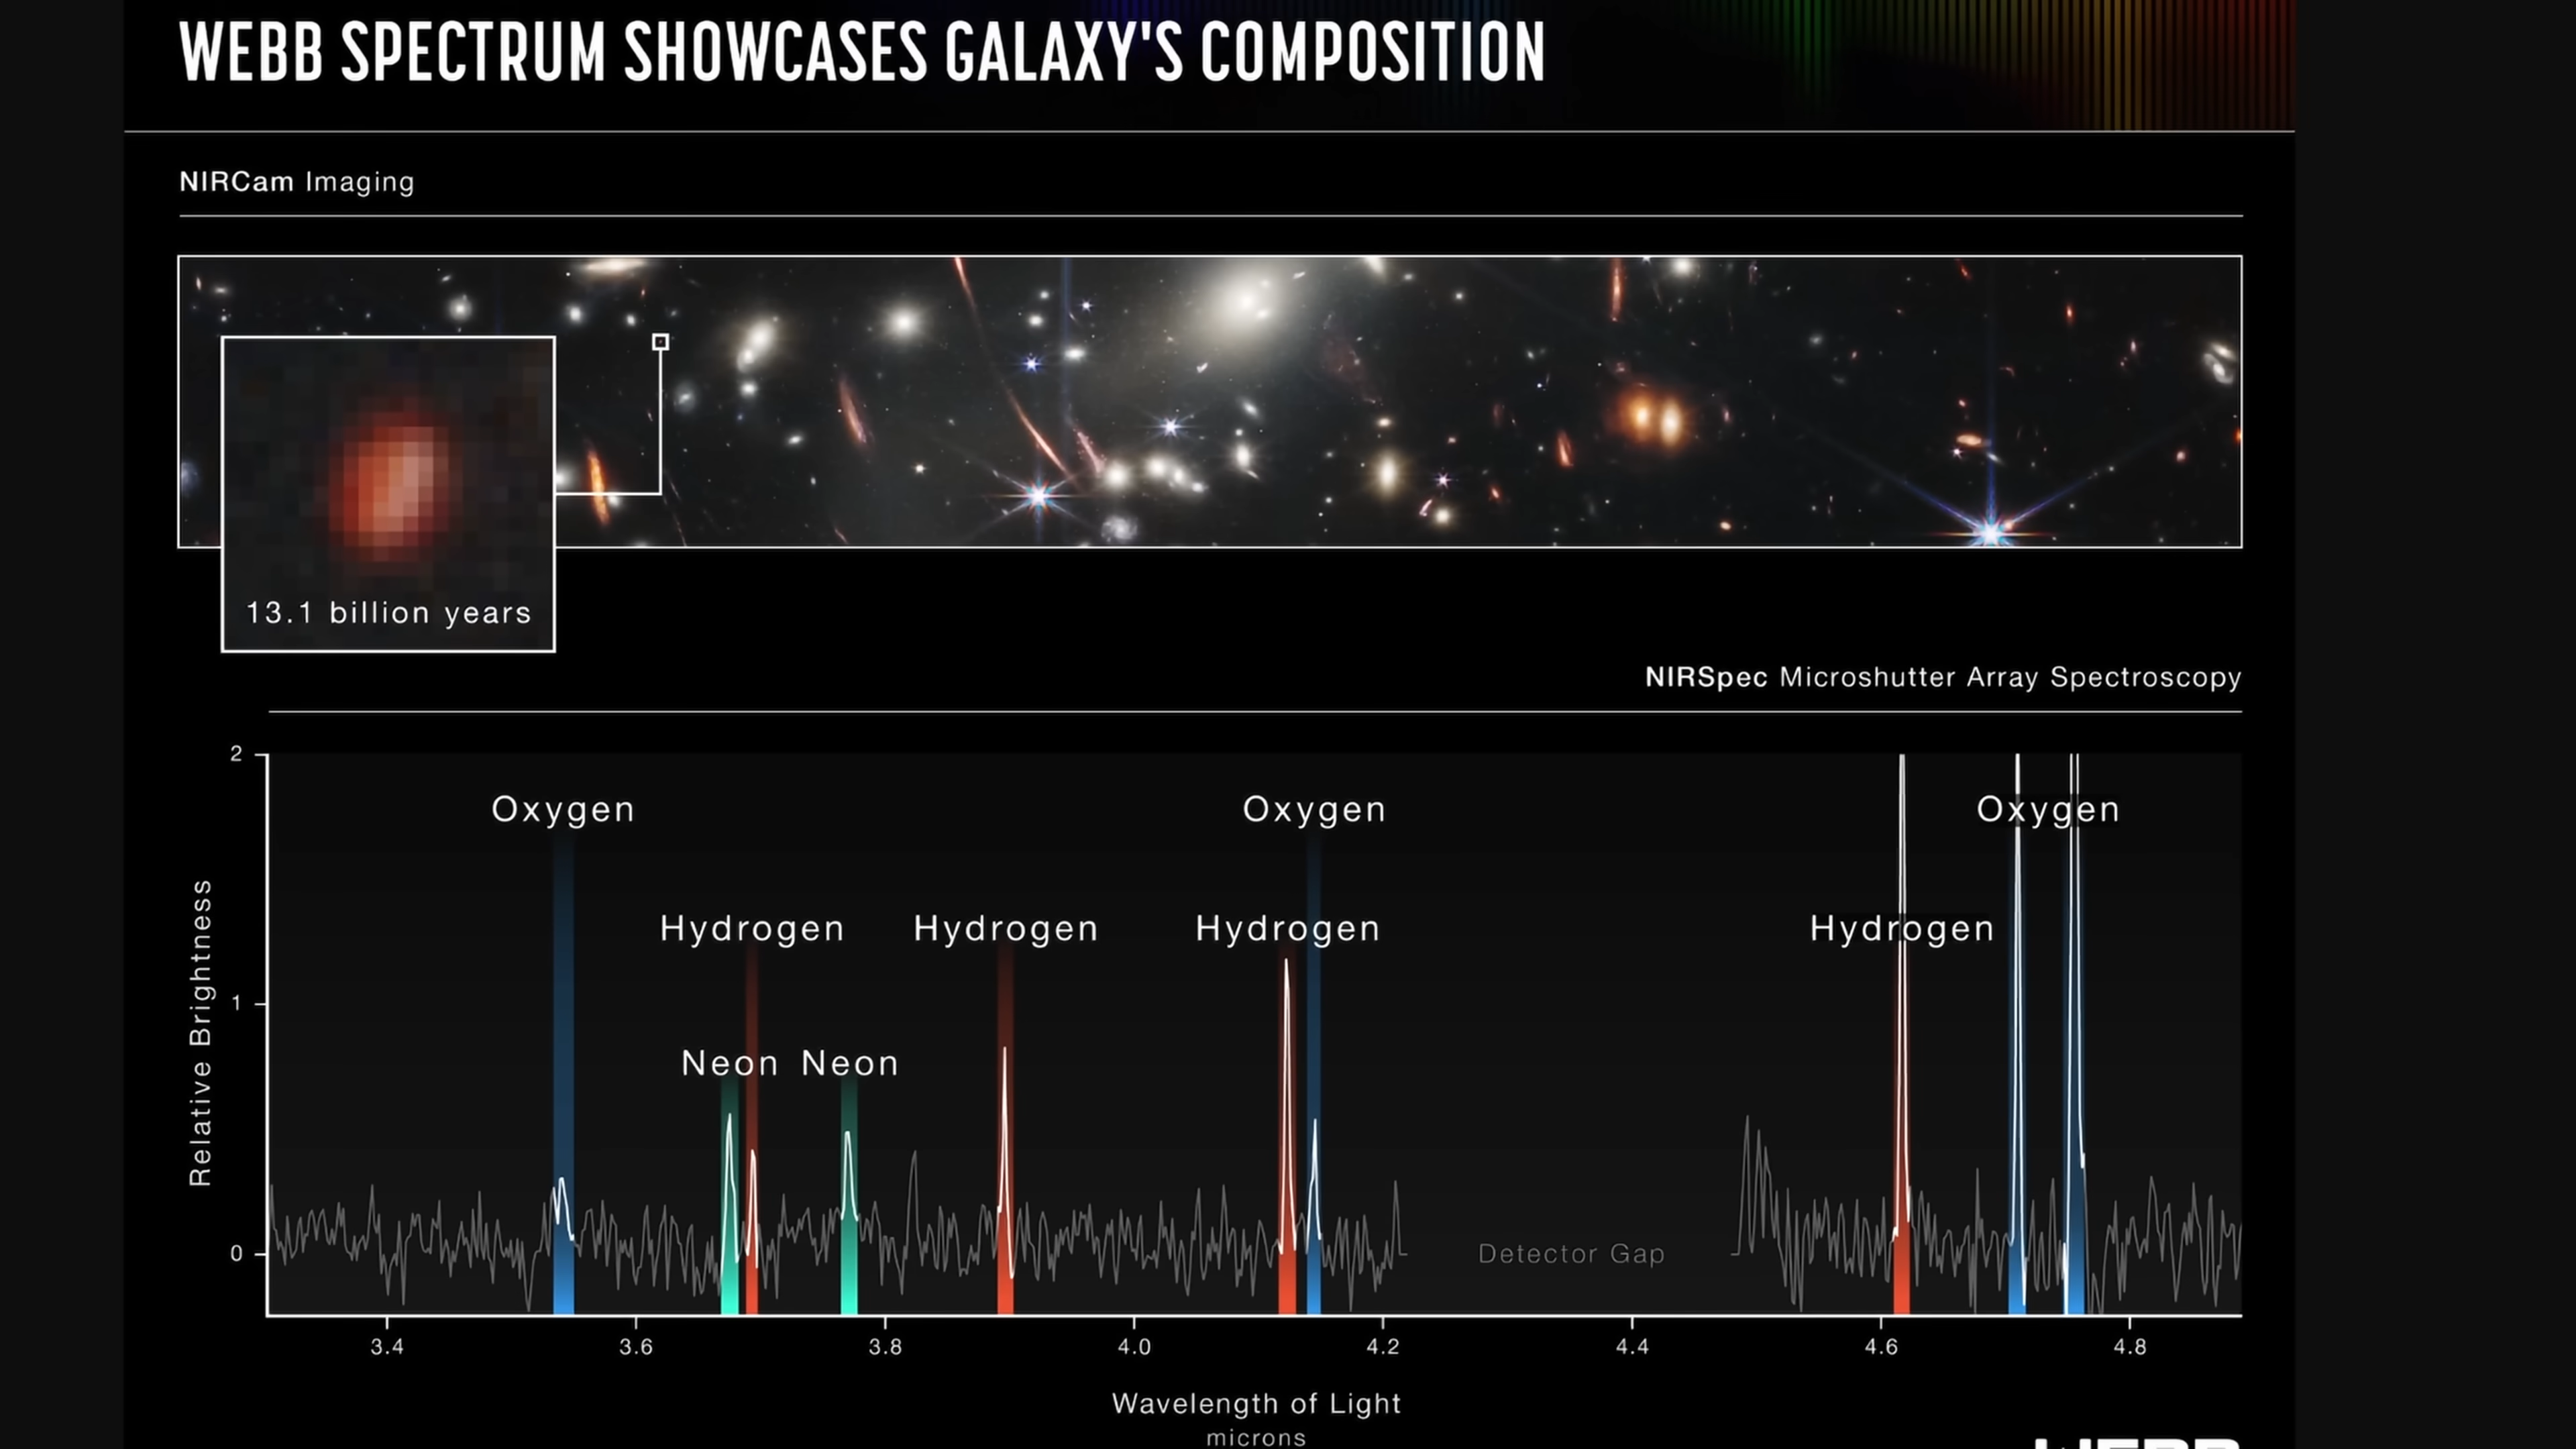 WEBB SPECTRUM SHOWCASES GALAXY'S COMPOSITION
NIRCam Imaging
13.1 billion years
NIRSpec Microshutter Array Spectroscopy
2
1
0
Relative Brightness
Oxygen
Oxygen
Oxygen
Hydrogen
Hydrogen
Hydrogen
Hydrogen
Neon
Neon
Detector Gap
3.4
3.6
3.8
4.0
4.2
4.4
4.6
4.8
Wavelength of Light
microns
WEBB